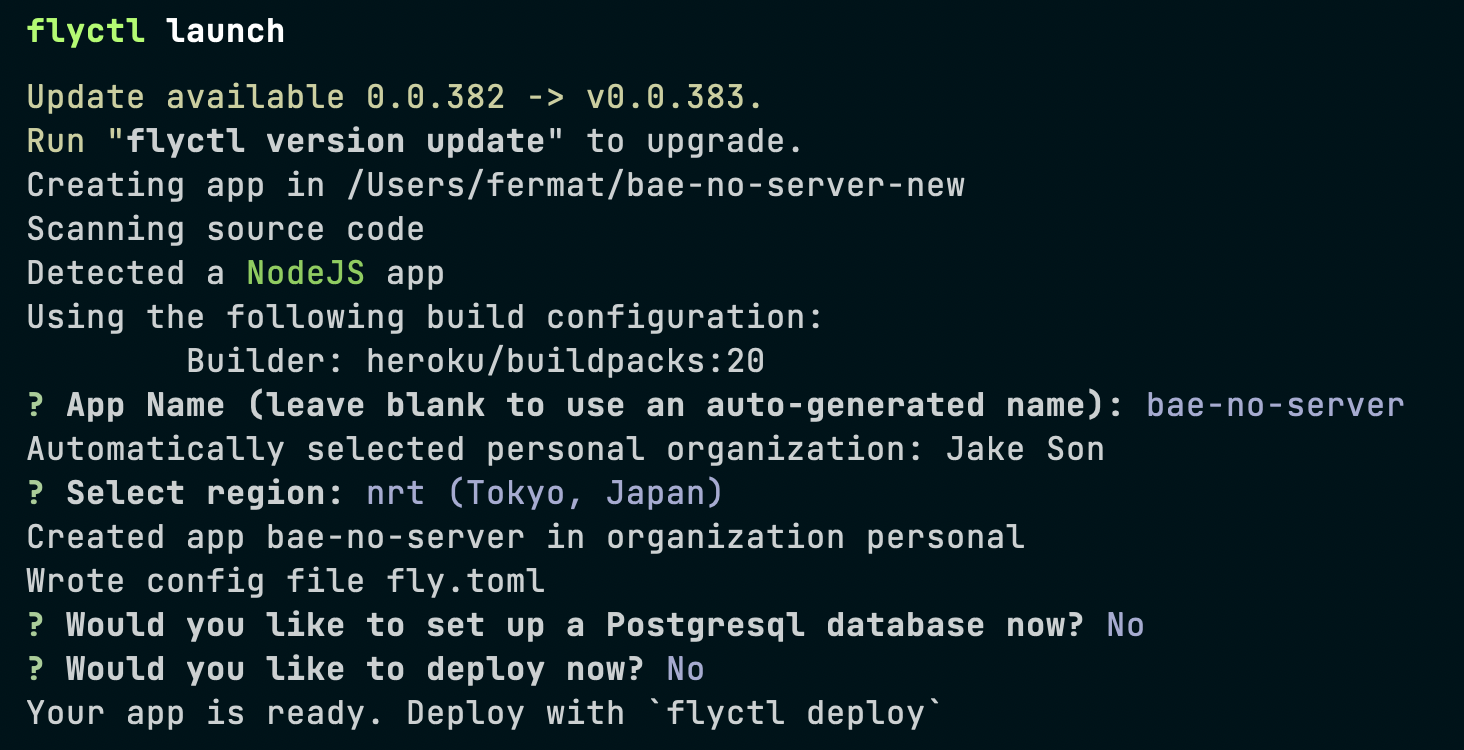 flyctl launch
Update available 0.0.382 -> v0.0.383.
Run "flyctl version update" to upgrade.
Creating app in /Users/fermat/bae-no-server-new
Scanning source code
Detected a NodeJS app
Using the following build configuration:
        Builder: heroku/buildpacks:20
? App Name (leave blank to use an auto-generated name): bae-no-server
Automatically selected personal organization: Jake Son
? Select region: nrt (Tokyo, Japan)
Created app bae-no-server in organization personal
Wrote config file fly.toml
? Would you like to set up a Postgresql database now? No
? Would you like to deploy now? No
Your app is ready. Deploy with `flyctl deploy`